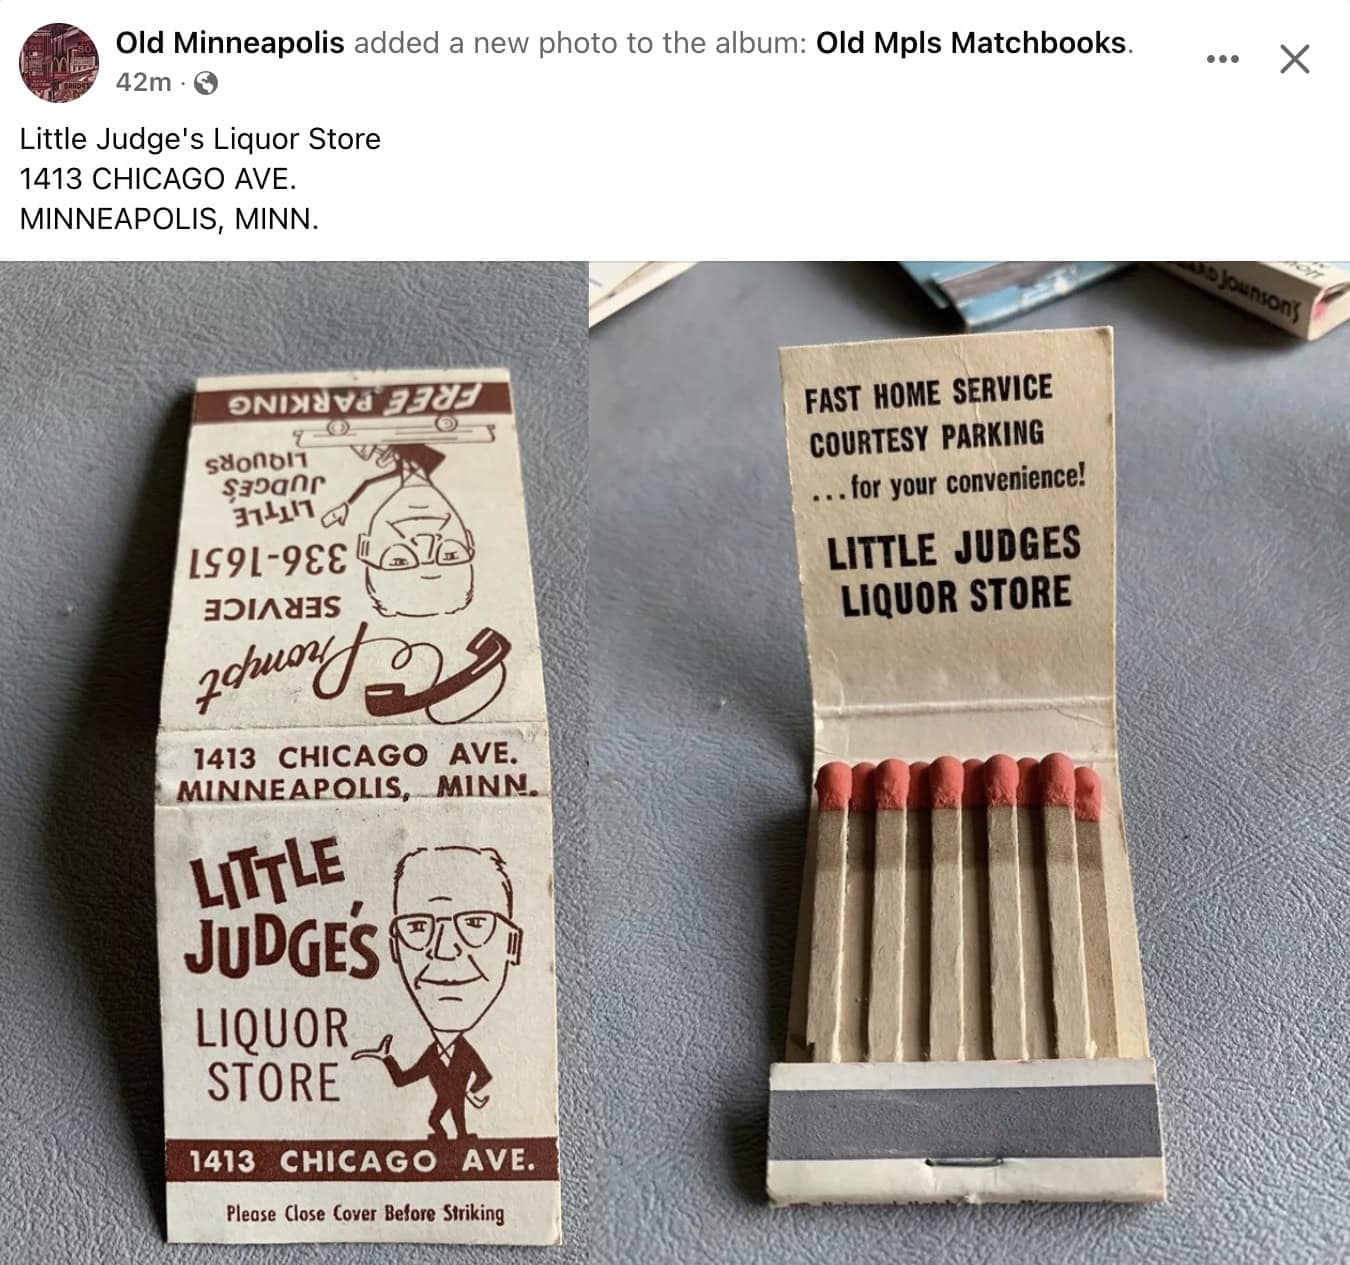 Old Minneapolis added a new photo to the album: Old Mpls Matchbooks.
42m ·
Little Judge's Liquor Store
1413 CHICAGO AVE.
MINNEAPOLIS, MINN.
FREE PARKING
LITTLE
JUDGES
LIQUORS
336-1651
SERVICE
Prompt
1413 CHICAGO AVE.
MINNEAPOLIS, MINN.
LITTLE
JUDGE'S
LIQUOR
STORE
1413 CHICAGO AVE.
Please Close Cover Before Striking
JOHNSON'S
FAST HOME SERVICE
COURTESY PARKING
...for your convenience!
LITTLE JUDGES
LIQUOR STORE